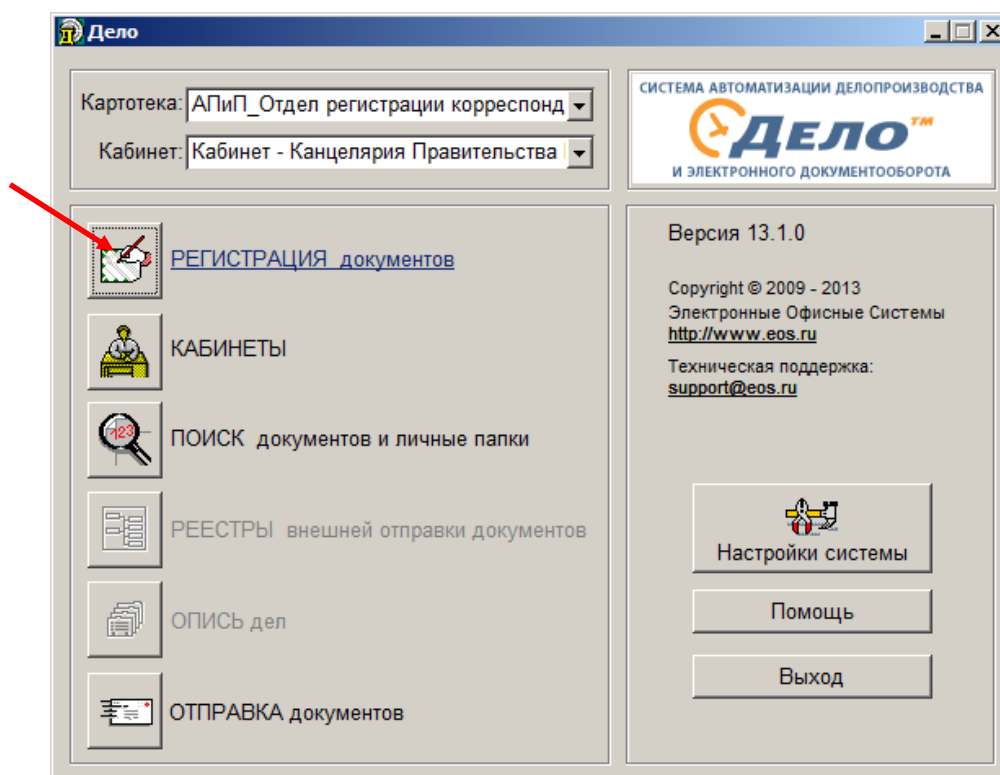 Дело
Картотека: АПиП_Отдел регистрации корреспонд
Кабинет: Кабинет - Канцелярия Правительства
СИСТЕМА АВТОМАТИЗАЦИИ ДЕЛОПРОИЗВОДСТВА
ДЕЛО™
И ЭЛЕКТРОННОГО ДОКУМЕНТООБОРОТА
РЕГИСТРАЦИЯ документов
КАБИНЕТЫ
123
ПОИСК документов и личные папки
РЕЕСТРЫ внешней отправки документов
ОПИСЬ дел
ОТПРАВКА документов
Версия 13.1.0
Copyright © 2009 - 2013
Электронные Офисные Системы
http://www.eos.ru
Техническая поддержка:
support@eos.ru
Настройки системы
Помощь
Выход